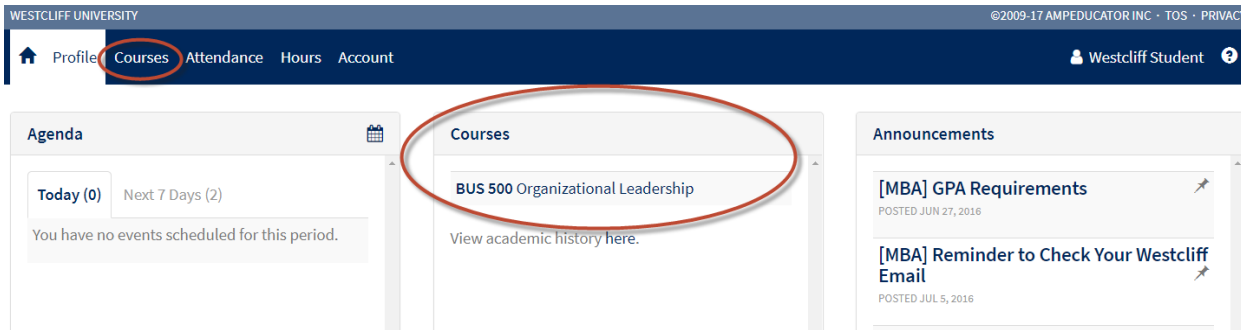 WESTCLIFF UNIVERSITY
©2009-17 AMPEDUCATOR INC · TOS · PRIVAC
Profile Courses Attendance Hours Account
Westcliff Student
Agenda
Today (0) Next 7 Days (2)
You have no events scheduled for this period.
Courses
BUS 500 Organizational Leadership
View academic history here.
Announcements
[MBA] GPA Requirements
POSTED JUN 27, 2016
[MBA] Reminder to Check Your Westcliff
Email
POSTED JUL 5, 2016